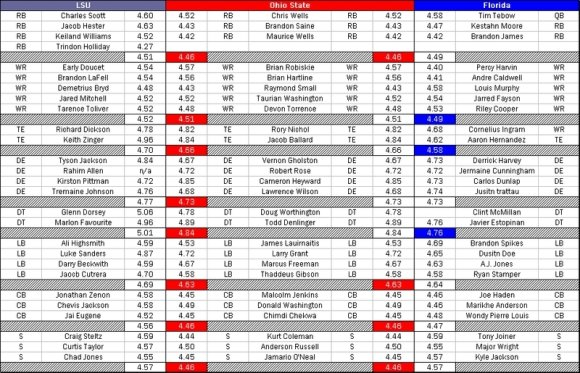 LSU Ohio State Florida
RB Charles Scott 4.60 4.52 RB Chris Wells RB 4.52 4.58 Tim Tebow QB
RB Jacob Hester 4.63 4.43 RB Brandon Saine RB 4.43 4.47 Kestahn Moore RB
RB Keiland Williams 4.52 4.42 RB Maurice Wells RB 4.42 4.42 Brandon James RB
RB Trindon Holliday 4.27
4.51 4.46 4.46 4.49
WR Early Doucet 4.54 4.57 WR Brian Robiskie WR 4.57 4.40 Percy Harvin WR
WR Brandon LaFell 4.54 4.56 WR Brian Hartline WR 4.56 4.41 Andre Caldwell WR
WR Demetrius Bryd 4.48 4.43 WR Raymond Small WR 4.43 4.58 Louis Murphy WR
WR Jared Mitchell 4.52 4.52 WR Taurian Washington WR 4.52 4.54 Jarred Fayson WR
WR Tarence Toliver 4.52 4.48 WR Devon Torrence WR 4.48 4.53 Riley Cooper WR
4.52 4.51 4.51 4.49
TE Richard Dickson 4.78 4.82 TE Rory Nichol TE 4.82 4.68 Cornelius Ingram WR
TE Keith Zinger 4.96 4.84 TE Jacob Ballard TE 4.84 4.62 Aaron Hernandez TE
4.70 4.66 4.66 4.58
DE Tyson Jackson 4.84 4.67 DE Vernon Gholston DE 4.67 4.73 Derrick Harvey DE
DE Rahim Allen n/a 4.72 DE Robert Rose DE 4.72 4.72 Jermaine Cunningham DE
DE Kirston Pittman 4.72 4.85 DE Cameron Heyward DE 4.85 4.73 Carlos Dunlap DE
DE Tremaine Johnson 4.76 4.68 DE Lawrence Wilson DE 4.68 4.74 Jusitn trattau DE
4.77 4.73 4.73 4.73
DT Glenn Dorsey 5.06 4.78 DT Doug Worthington DT 4.78 Clint McMillan DT
DT Marlon Favourite 4.96 4.89 DT Todd Denlinger DT 4.89 4.76 Javier Estopinan DT
5.01 4.84 4.84 4.76
LB Ali Highsmith 4.59 4.53 LB James Laurinaitis LB 4.53 4.69 Brandon Spikes LB
LB Luke Sanders 4.87 4.72 LB Larry Grant LB 4.72 4.65 Dusitn Doe LB
LB Darry Beckwith 4.59 4.67 LB Marcus Freeman LB 4.67 4.63 A.J. Jones LB
LB Jacob Cutrera 4.70 4.58 LB Thaddeus Gibson LB 4.58 4.58 Ryan Stamper LB
4.69 4.63 4.63 4.64
CB Jonathan Zenon 4.58 4.45 CB Malcolm Jenkins CB 4.45 4.46 Joe Haden CB
CB Chevis Jackson 4.58 4.49 CB Donald Washington CB 4.49 4.46 Marikhe Anderson CB
CB Jai Eugene 4.52 4.45 CB Chimdi Chekwa CB 4.45 4.48 Wondy Pierre Louis CB
4.56 4.46 4.46 4.47
S Craig Steltz 4.59 4.44 S Kurt Coleman S 4.44 4.59 Tony Joiner S
S Curtis Taylor 4.57 4.50 S Anderson Russell S 4.50 4.55 Major Wright S
S Chad Jones 4.55 4.45 S Jamario O'Neal S 4.45 4.57 Kyle Jackson S
4.57 4.46 4.46 4.57